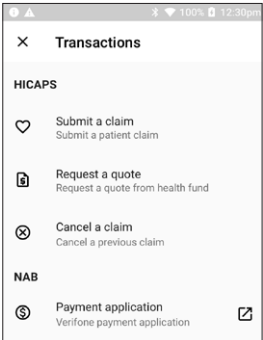 100% 12:30pm
Transactions
HICAPS
Submit a claim
Submit a patient claim
Request a quote
Request a quote from health fund
Cancel a claim
Cancel a previous claim
NAB
Payment application
Verifone payment application